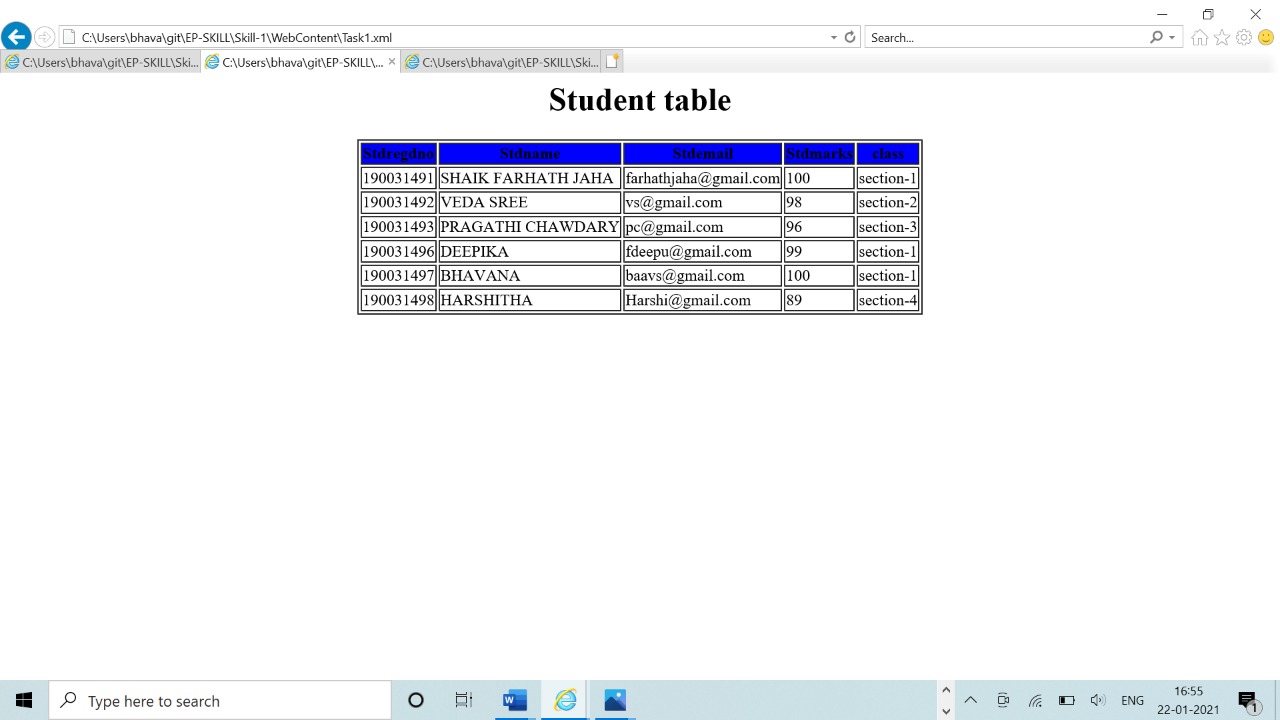 C:\Users\bhava\git\EP-SKILL\Skill-1\WebContent\Task1.xml Search...
C:\Users\bhava\git\EP-SKILL\Ski... C:\Users\bhava\git\EP-SKILL\... C:\Users\bhava\git\EP-SKILL\Ski...
Student table
Stdregdno Stdname Stdemail Stdmarks class
190031491 SHAIK FARHATH JAHA farhathjaha@gmail.com 100 section-1
190031492 VEDA SREE vs@gmail.com 98 section-2
190031493 PRAGATHI CHAWDARY pc@gmail.com 96 section-3
190031496 DEEPIKA fdeepu@gmail.com 99 section-1
190031497 BHAVANA baavs@gmail.com 100 section-1
190031498 HARSHITHA Harshi@gmail.com 89 section-4
Type here to search W ENG 16:55
22-01-2021 1